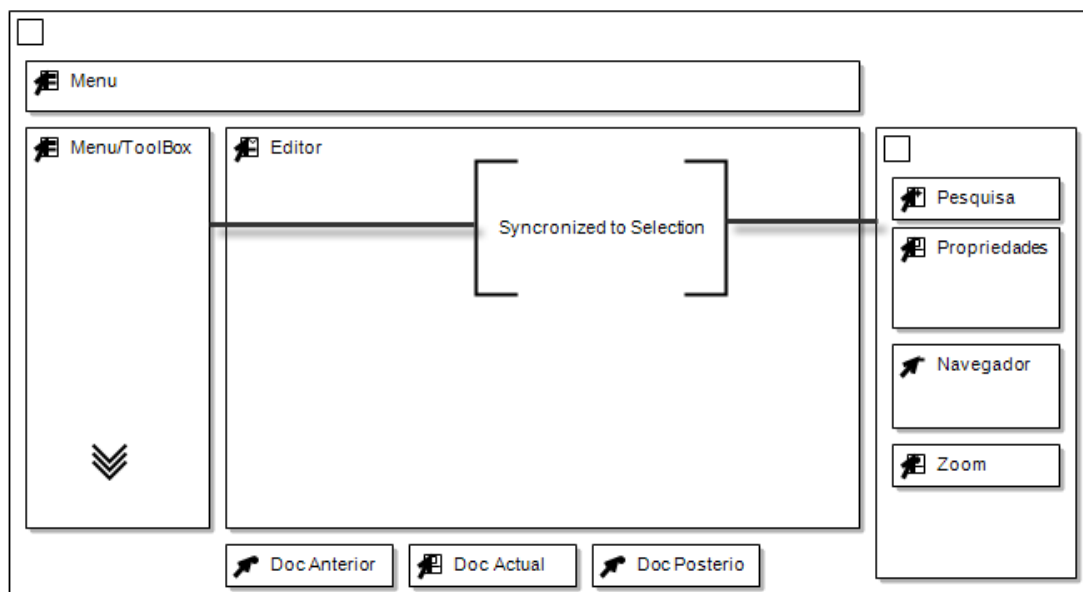 Menu
Menu/ToolBox
Editor
Syncronized to Selection
Pesquisa
Propriedades
Navegador
Zoom
Doc Anterior
Doc Actual
Doc Posterio